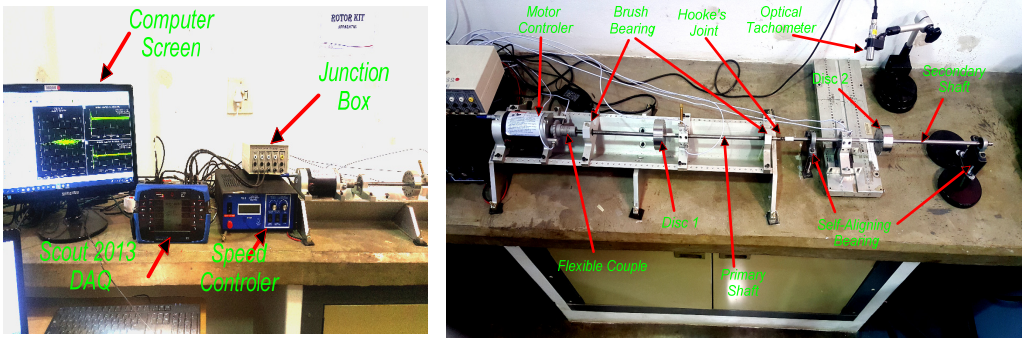 Computer
Screen
ROTOR KIT
APPARATUS
Junction
Box
Scout 2013
DAQ
Speed
Controler
Motor
Controler
Brush
Bearing
Hooke's
Joint
Optical
Tachometer
Disc 2
Secondary
Shaft
Disc 1
Self-Aligning
Bearing
Flexible Couple
Primary
Shaft